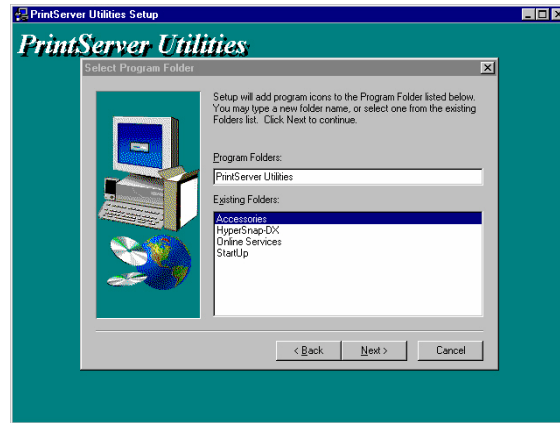 PrintServer Utilities Setup
PrintServer Utilities
Select Program Folder
Setup will add program icons to the Program Folder listed below.
You may type a new folder name, or select one from the existing
Folders list. Click Next to continue.
Program Folders:
PrintServer Utilities
Existing Folders:
Accessories
HyperSnap-DX
Online Services
StartUp
< Back Next > Cancel